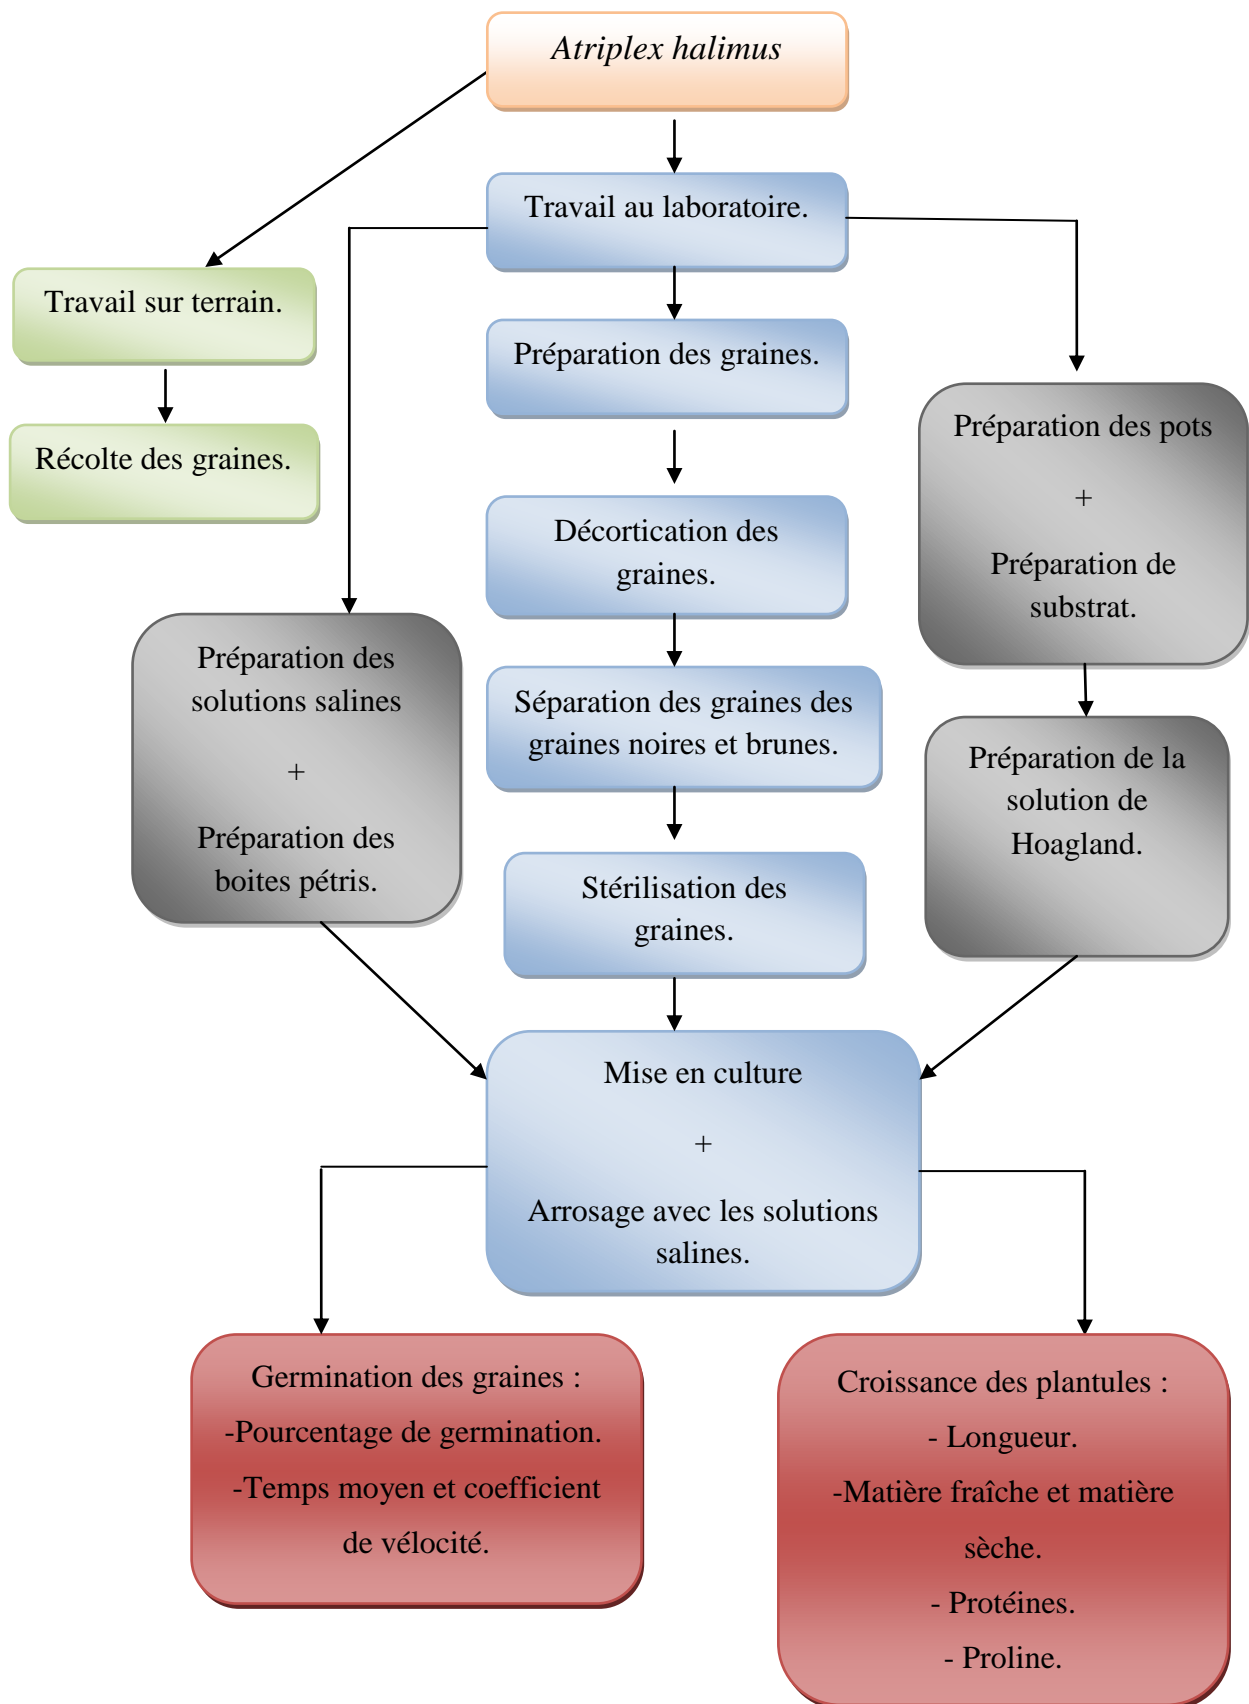 Atriplex halimus
Travail au laboratoire.
Travail sur terrain.
Récolte des graines.
Préparation des graines.
Décortication des
graines.
Séparation des graines des
graines noires et brunes.
Stérilisation des
graines.
Préparation des
solutions salines
+
Préparation des
boites pétris.
Préparation des pots
+
Préparation de
substrat.
Préparation de la
solution de
Hoagland.
Mise en culture
+
Arrosage avec les solutions
salines.
Germination des graines :
-Pourcentage de germination.
-Temps moyen et coefficient
de vélocité.
Croissance des plantules :
- Longueur.
-Matière fraîche et matière
sèche.
- Protéines.
- Proline.